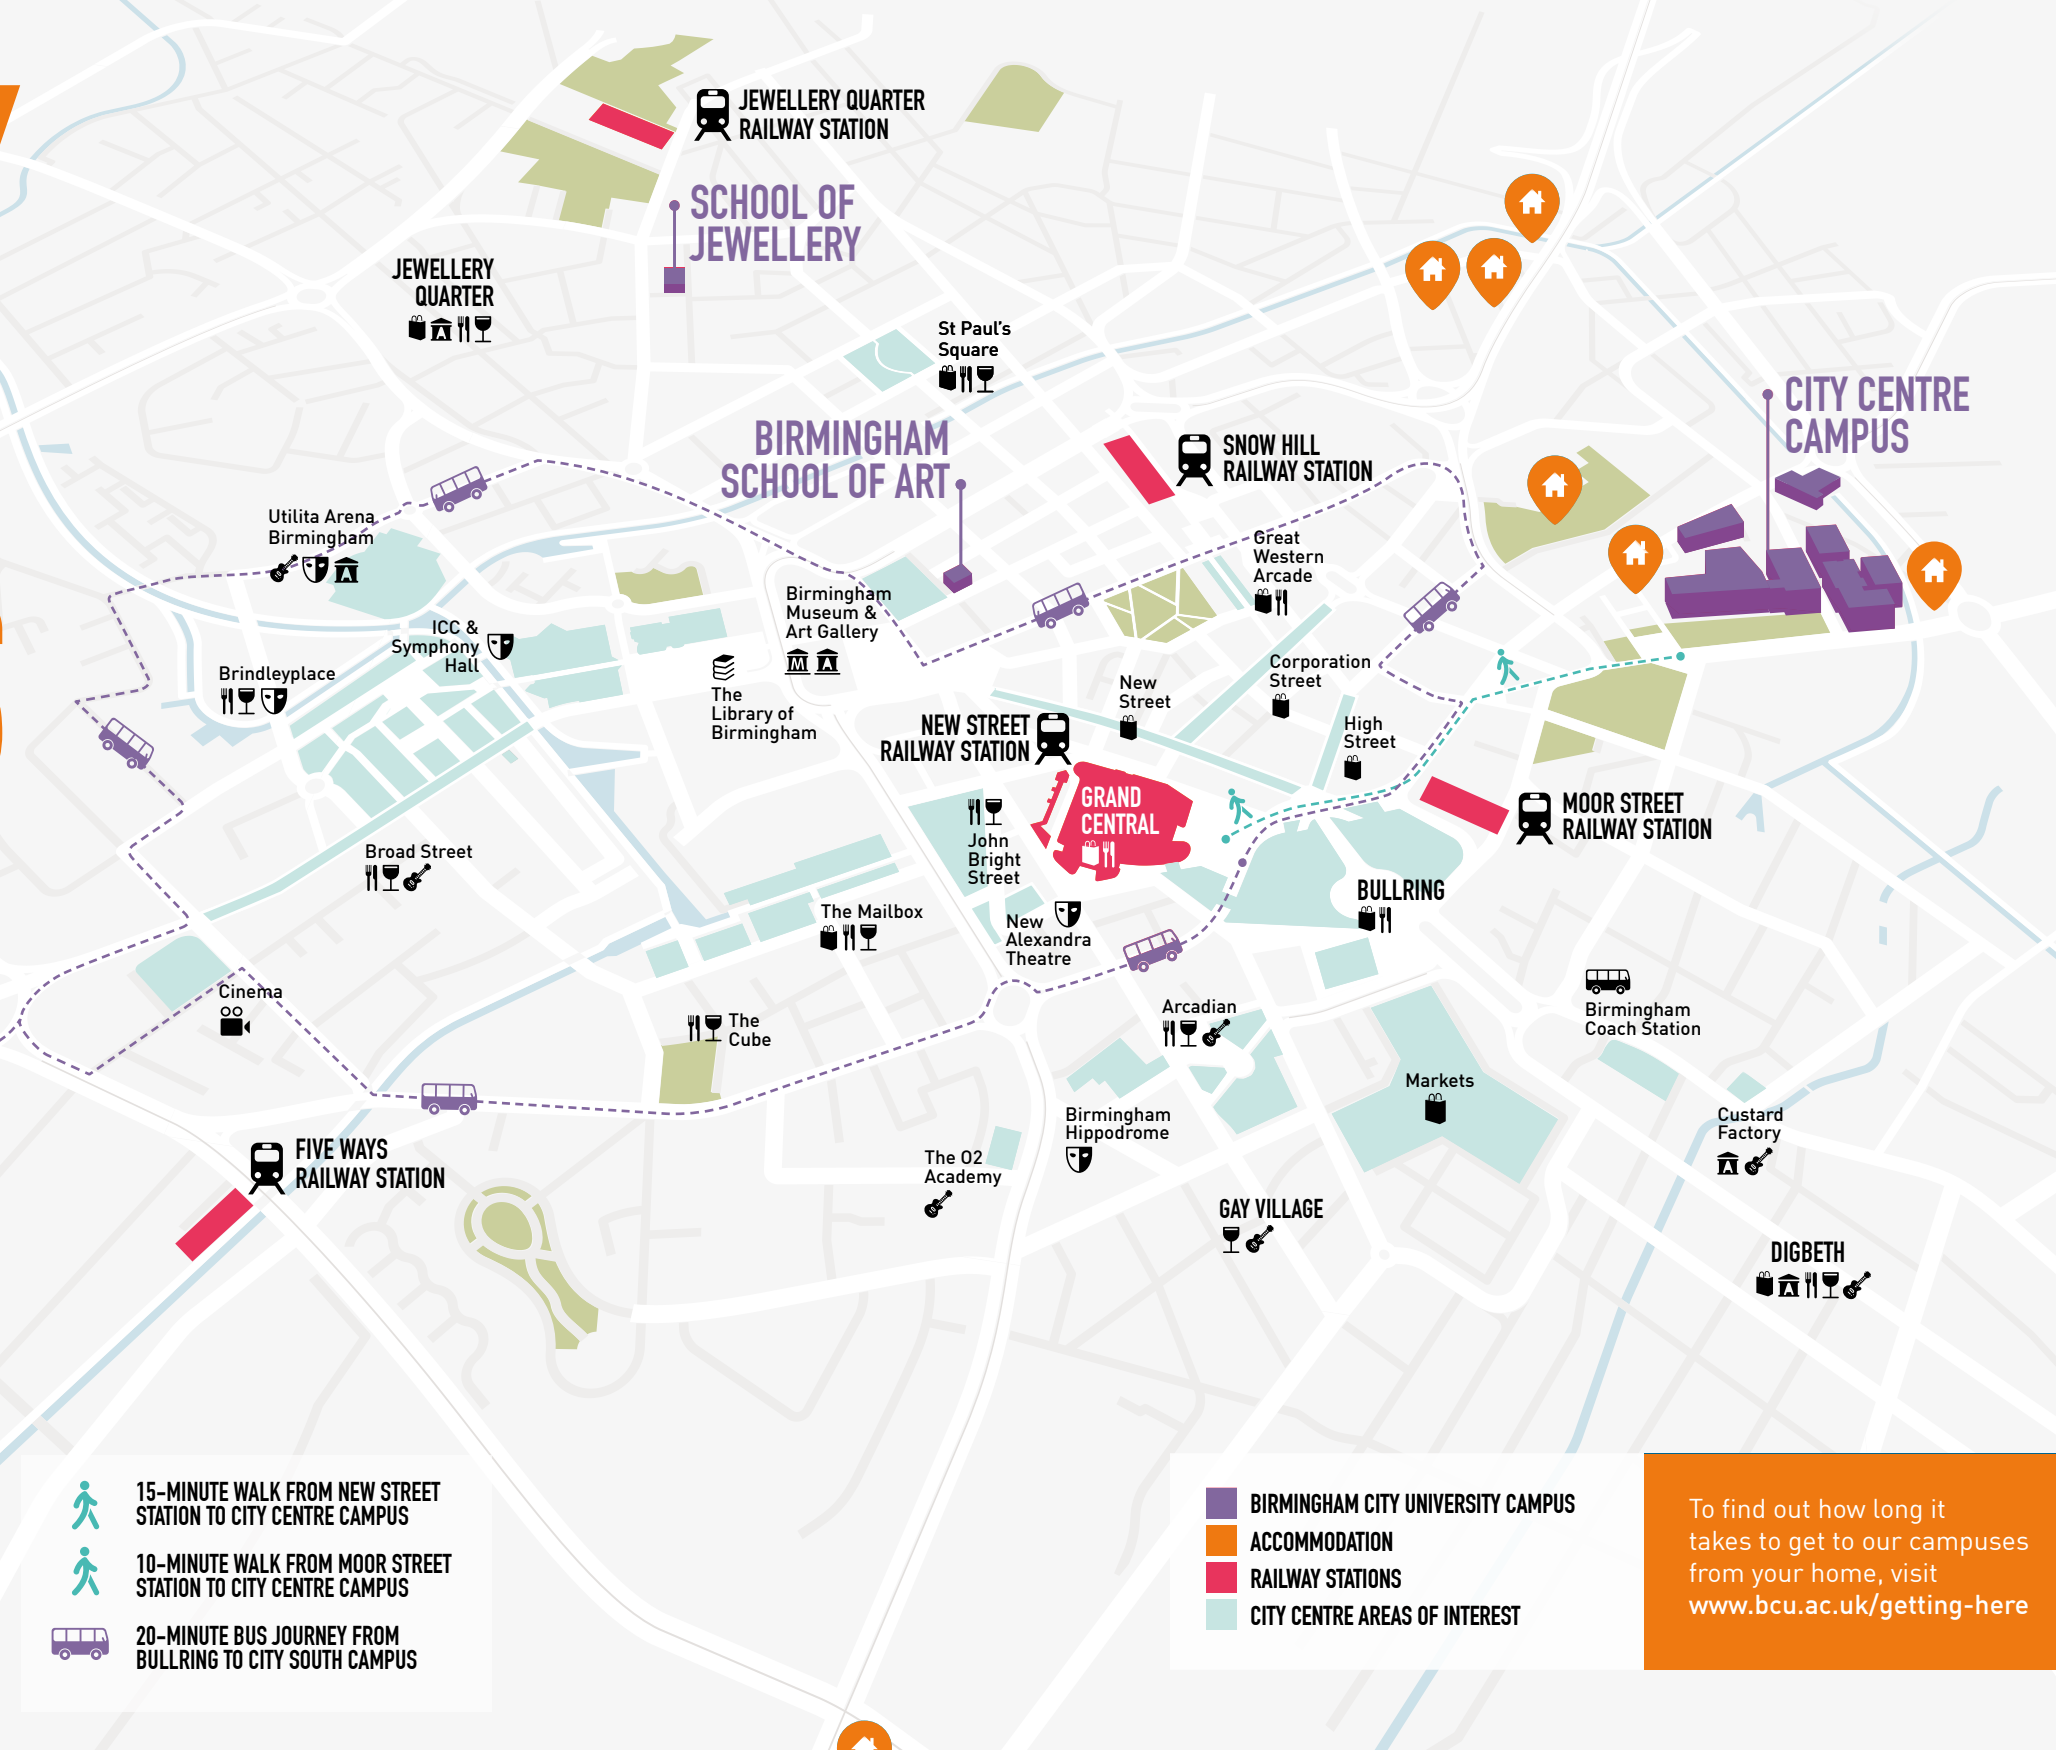 JEWELLERY QUARTER
RAILWAY STATION
SCHOOL OF
JEWELLERY
JEWELLERY
QUARTER
St Paul's
Square
CITY CENTRE
CAMPUS
BIRMINGHAM
SCHOOL OF ART
SNOW HILL
RAILWAY STATION
Utilita Arena
Birmingham
Great
Western
Arcade
Birmingham
Museum &
Art Gallery
ICC &
Symphony
Hall
Brindleyplace
The
Library of
Birmingham
New
Street
Corporation
Street
High
Street
NEW STREET
RAILWAY STATION
GRAND
CENTRAL
MOOR STREET
RAILWAY STATION
John
Bright
Street
Broad Street
BULLRING
The Mailbox
New
Alexandra
Theatre
Cinema
The
Cube
Arcadian
Birmingham
Coach Station
Markets
Birmingham
Hippodrome
Custard
Factory
FIVE WAYS
RAILWAY STATION
The O2
Academy
GAY VILLAGE
DIGBETH
15-MINUTE WALK FROM NEW STREET
STATION TO CITY CENTRE CAMPUS
10-MINUTE WALK FROM MOOR STREET
STATION TO CITY CENTRE CAMPUS
20-MINUTE BUS JOURNEY FROM
BULLRING TO CITY SOUTH CAMPUS
BIRMINGHAM CITY UNIVERSITY CAMPUS
ACCOMMODATION
RAILWAY STATIONS
CITY CENTRE AREAS OF INTEREST
To find out how long it
takes to get to our campuses
from your home, visit
www.bcu.ac.uk/getting-here